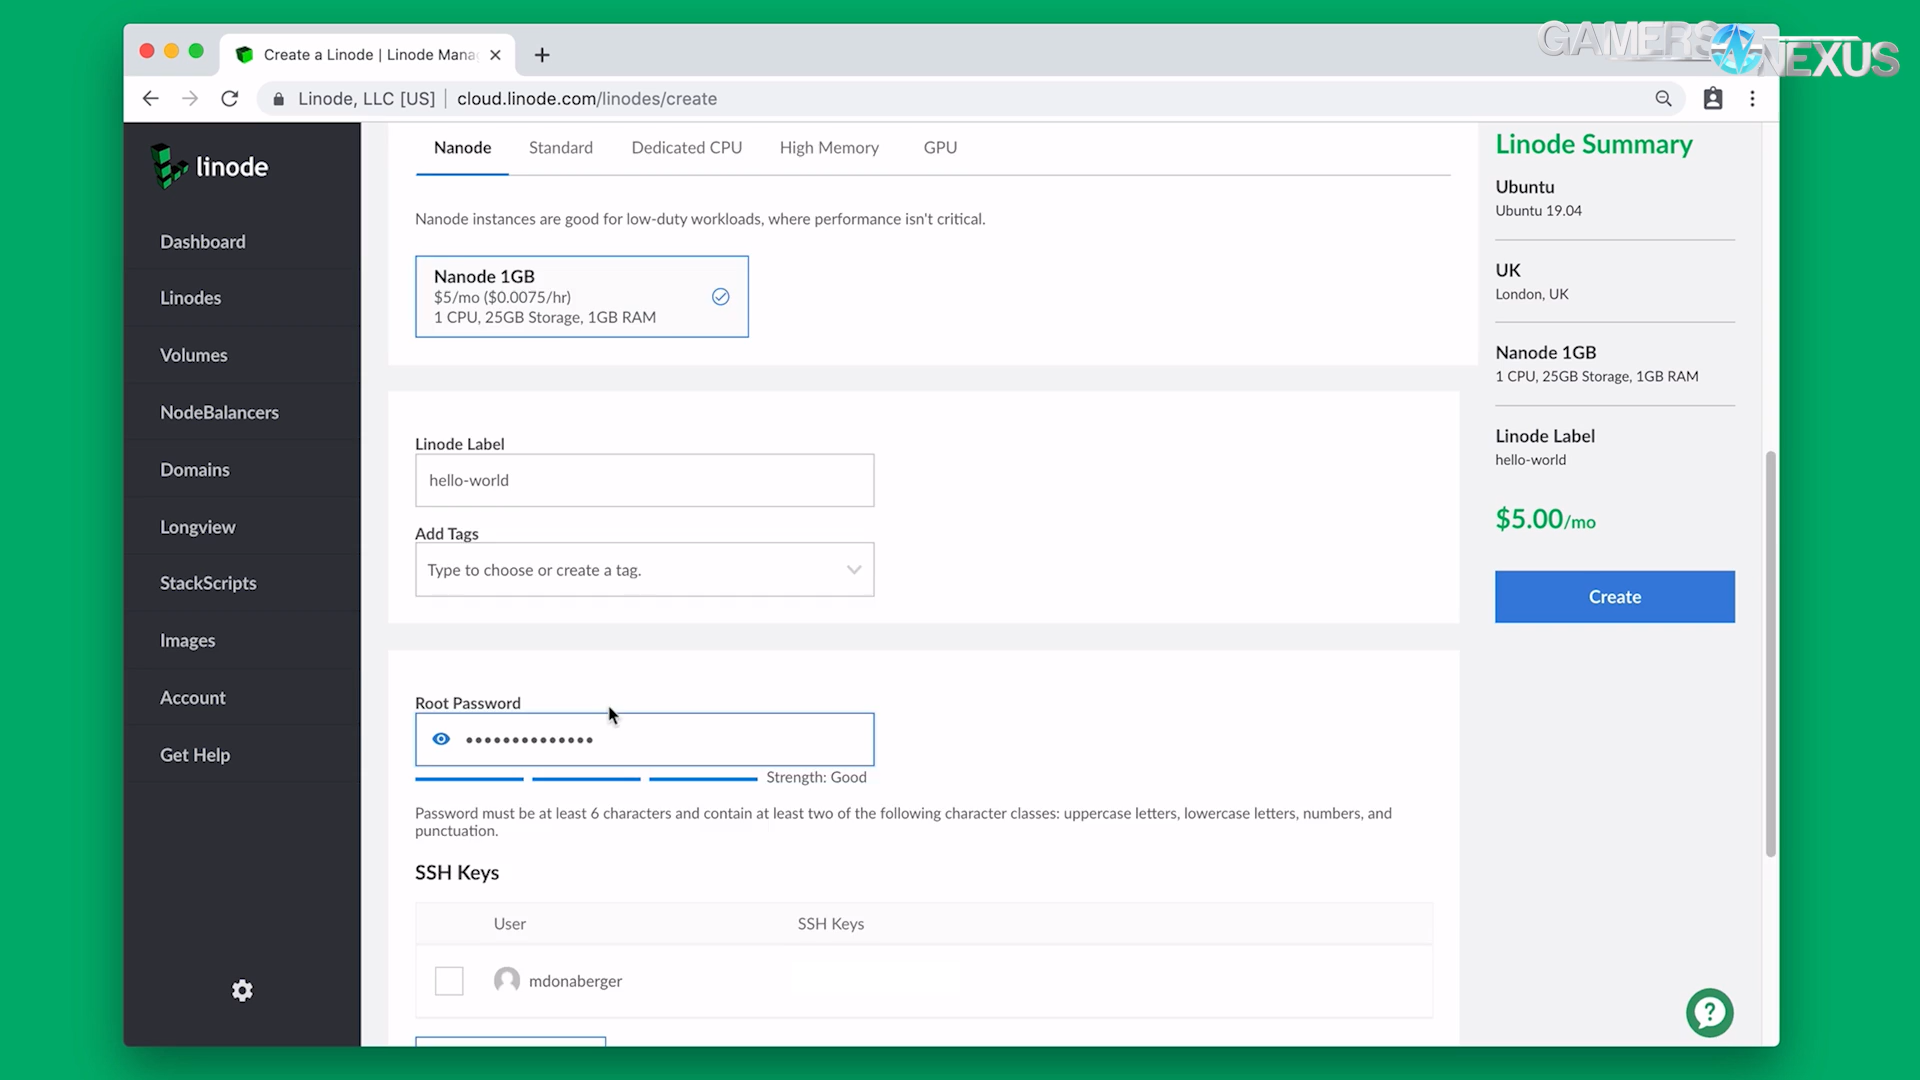 GAMERS NEXUS
Create a Linode | Linode Mana
Linode, LLC [US] cloud.linode.com/linodes/create
linode
Dashboard
Linodes
Volumes
NodeBalancers
Domains
Longview
StackScripts
Images
Account
Get Help
Nanode Standard Dedicated CPU High Memory GPU
Nanode instances are good for low-duty workloads, where performance isn't critical.
Nanode 1GB
$5/mo ($0.0075/hr)
1 CPU, 25GB Storage, 1GB RAM
Linode Label
hello-world
Add Tags
Type to choose or create a tag.
Root Password
••••••••••••••
Strength: Good
Password must be at least 6 characters and contain at least two of the following character classes: uppercase letters, lowercase letters, numbers, and
punctuation.
SSH Keys
User SSH Keys
mdonaberger
Linode Summary
Ubuntu
Ubuntu 19.04
UK
London, UK
Nanode 1GB
1 CPU, 25GB Storage, 1GB RAM
Linode Label
hello-world
$5.00/mo
Create
?